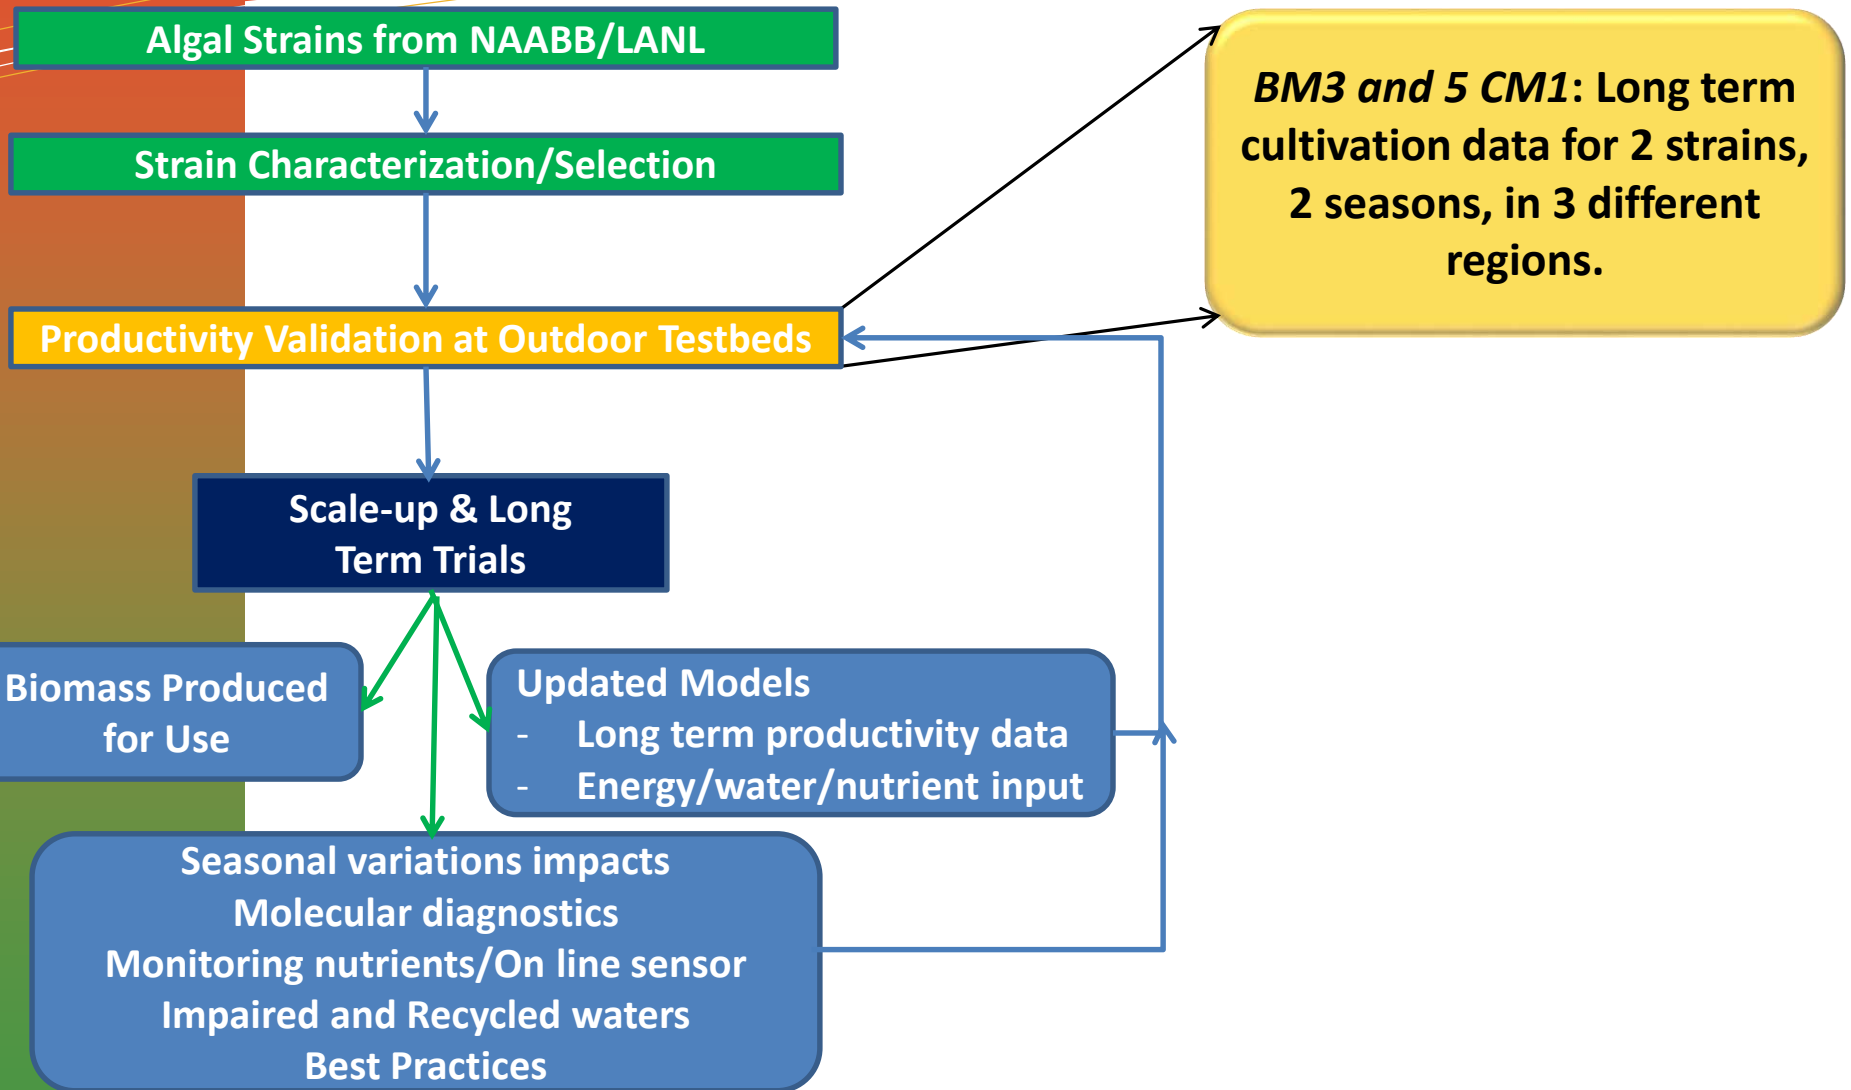 Algal Strains from NAABB/LANL
Strain Characterization/Selection
Productivity Validation at Outdoor Testbeds
BM3 and 5 CM1: Long term
cultivation data for 2 strains,
2 seasons, in 3 different
regions.
Scale-up & Long
Term Trials
Biomass Produced
for Use
Updated Models
- Long term productivity data
- Energy/water/nutrient input
Seasonal variations impacts
Molecular diagnostics
Monitoring nutrients/On line sensor
Impaired and Recycled waters
Best Practices